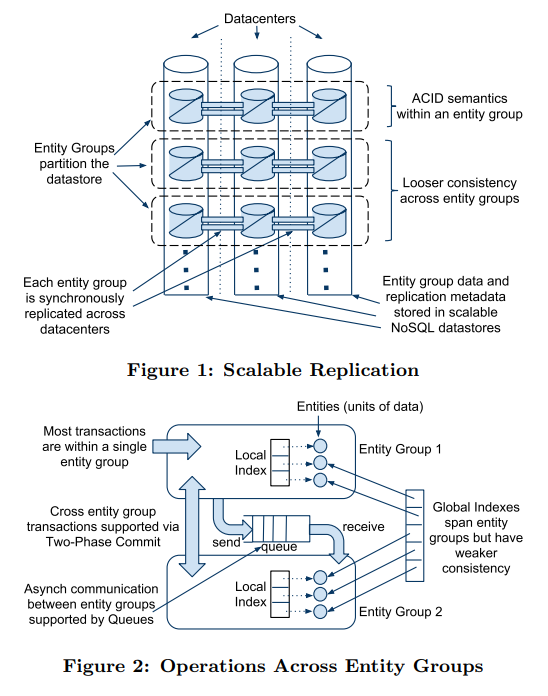 Datacenters
ACID semantics
within an entity group
Entity Groups
partition the
datastore
Looser consistency
across entity groups
Each entity group
is synchronously
replicated across
datacenters
Entity group data and
replication metadata
stored in scalable
NoSQL datastores
Figure 1: Scalable Replication
Entities (units of data)
Most transactions
are within a single
entity group
Local
Index
Entity Group 1
Cross entity group
transactions supported via
Two-Phase Commit
send
queue
receive
Global Indexes
span entity
groups but have
weaker
consistency
Asynch communication
between entity groups
supported by Queues
Local
Index
Entity Group 2
Figure 2: Operations Across Entity Groups